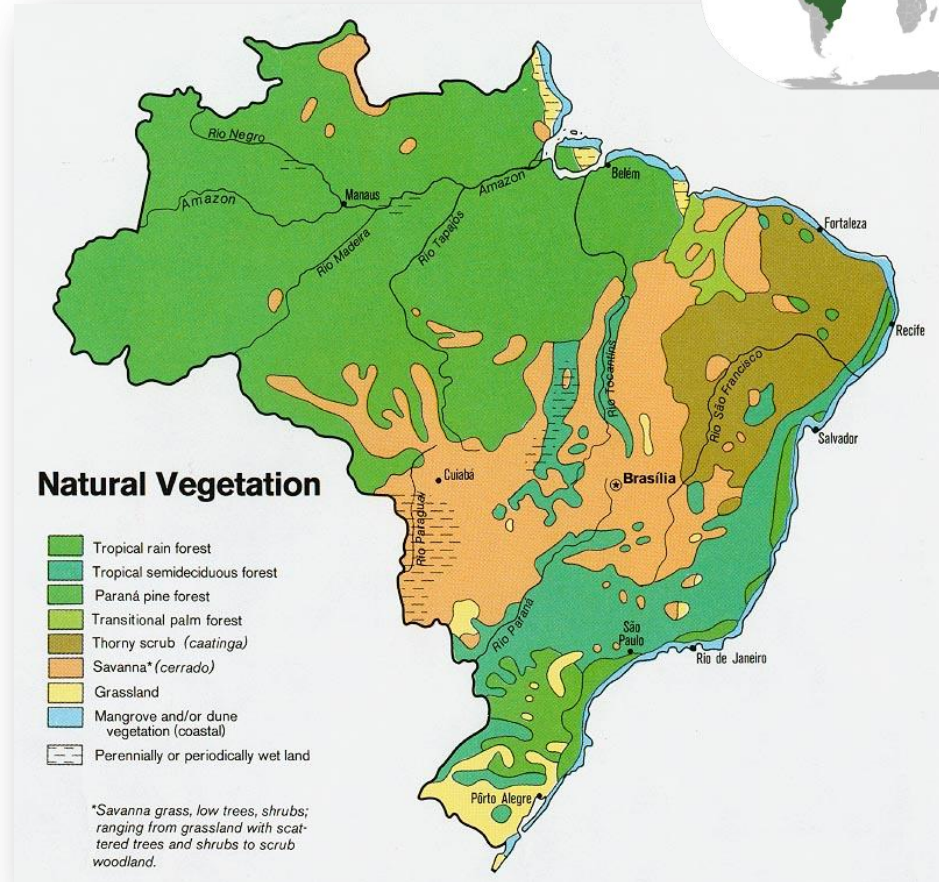 Rio Negro
Amazon
Manaus
Amazon
Belém
Rio Madeira
Rio Tapajós
Fortaleza
Recife
Rio Tocantins
Rio São Francisco
Salvador
Cuiabá
Brasília
Rio Paraguai
Rio Paraná
São
Paulo
Rio de Janeiro
Pôrto Alegre
Natural Vegetation
Tropical rain forest
Tropical semideciduous forest
Paraná pine forest
Transitional palm forest
Thorny scrub (caatinga)
Savanna* (cerrado)
Grassland
Mangrove and/or dune
vegetation (coastal)
Perennially or periodically wet land
*Savanna grass, low trees, shrubs;
ranging from grassland with scat-
tered trees and shrubs to scrub
woodland.